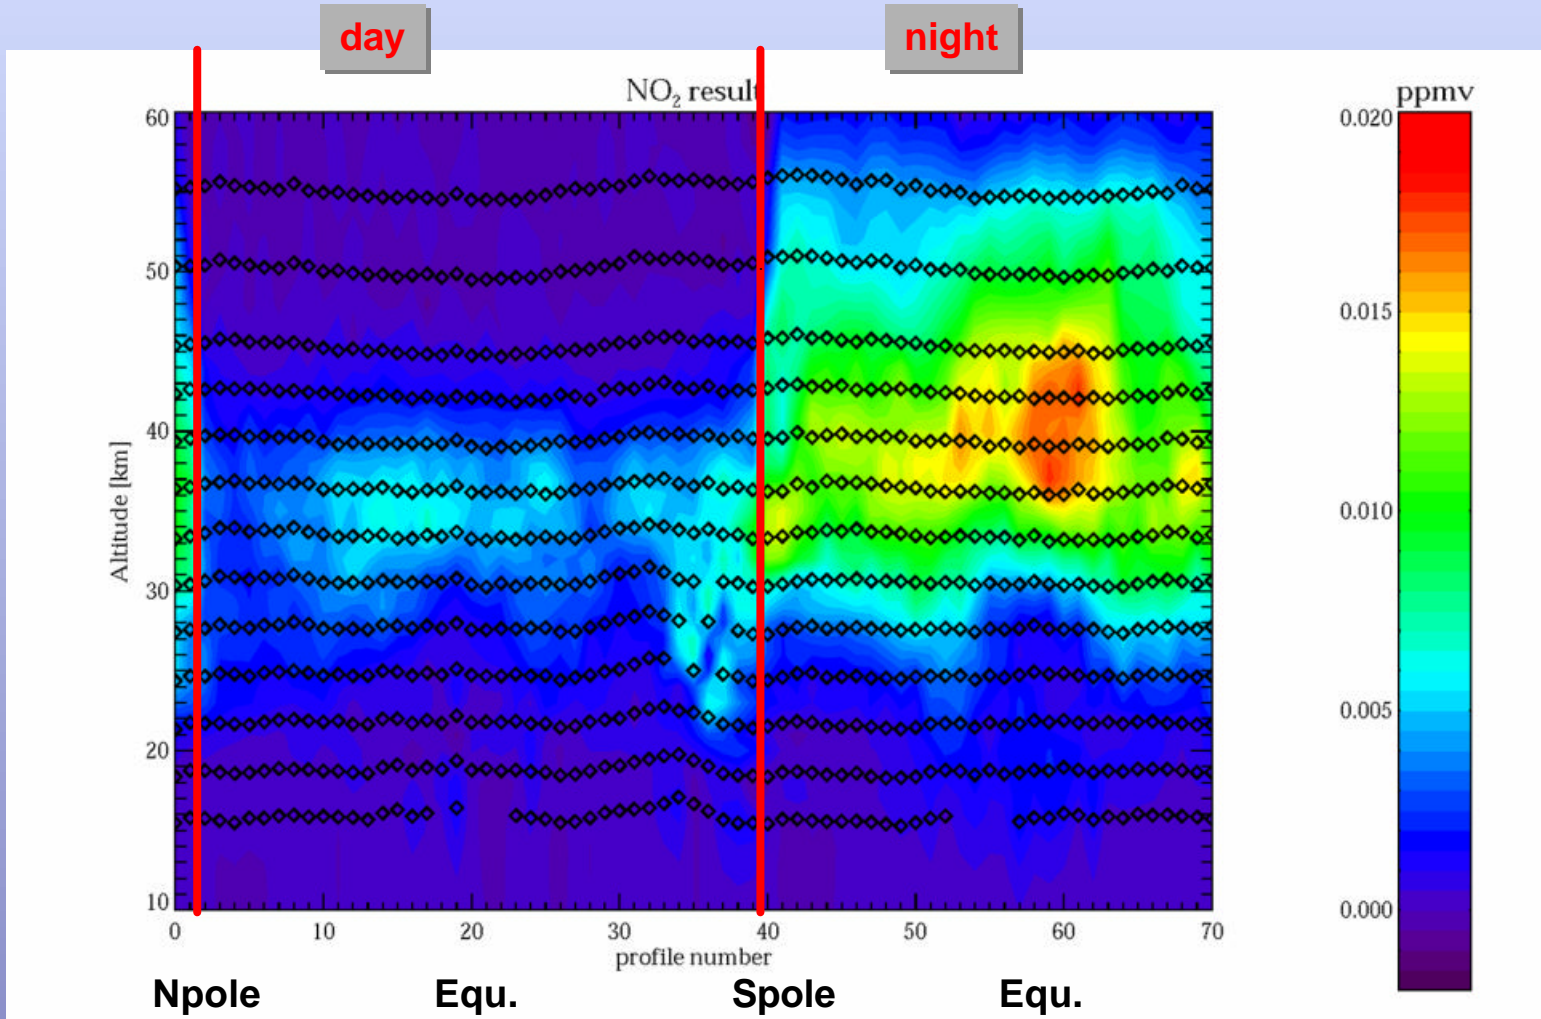 day
night
NO₂ result
ppmv
60
50
40
30
20
10
Altitude [km]
0 10 20 30 40 50 60 70
profile number
0.020
0.015
0.010
0.005
0.000
Npole Equ. Spole Equ.